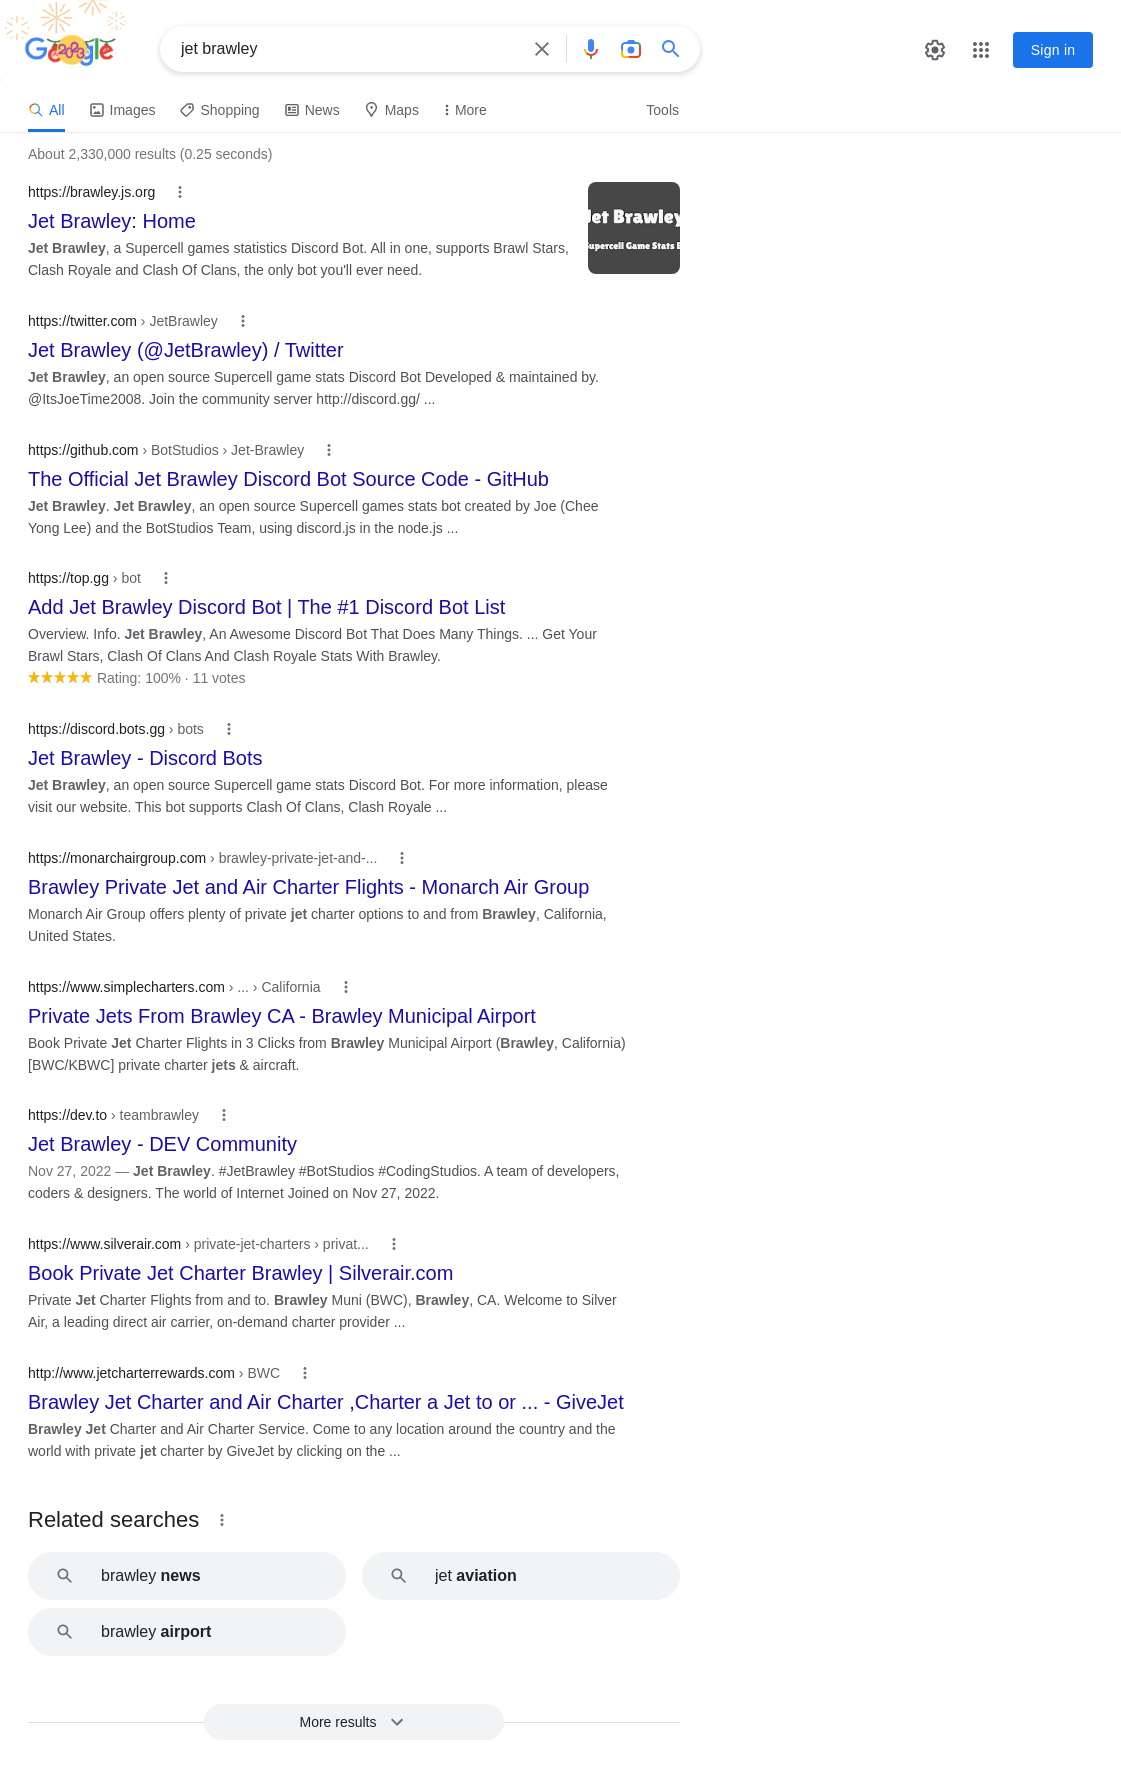 Google
jet brawley
Sign in
All
Images
Shopping
News
Maps
More
Tools
About 2,330,000 results (0.25 seconds)
https://brawley.js.org
Jet Brawley: Home
Jet Brawley, a Supercell games statistics Discord Bot. All in one, supports Brawl Stars,
Clash Royale and Clash Of Clans, the only bot you'll ever need.
Jet Brawley
Supercell Game Stats B
https://twitter.com › JetBrawley
Jet Brawley (@JetBrawley) / Twitter
Jet Brawley, an open source Supercell game stats Discord Bot Developed & maintained by.
@ItsJoeTime2008. Join the community server http://discord.gg/ ...
https://github.com › BotStudios › Jet-Brawley
The Official Jet Brawley Discord Bot Source Code - GitHub
Jet Brawley. Jet Brawley, an open source Supercell games stats bot created by Joe (Chee
Yong Lee) and the BotStudios Team, using discord.js in the node.js ...
https://top.gg › bot
Add Jet Brawley Discord Bot | The #1 Discord Bot List
Overview. Info. Jet Brawley, An Awesome Discord Bot That Does Many Things. ... Get Your
Brawl Stars, Clash Of Clans And Clash Royale Stats With Brawley.
Rating: 100% · 11 votes
https://discord.bots.gg › bots
Jet Brawley - Discord Bots
Jet Brawley, an open source Supercell game stats Discord Bot. For more information, please
visit our website. This bot supports Clash Of Clans, Clash Royale ...
https://monarchairgroup.com › brawley-private-jet-and-...
Brawley Private Jet and Air Charter Flights - Monarch Air Group
Monarch Air Group offers plenty of private jet charter options to and from Brawley, California,
United States.
https://www.simplecharters.com › ... › California
Private Jets From Brawley CA - Brawley Municipal Airport
Book Private Jet Charter Flights in 3 Clicks from Brawley Municipal Airport (Brawley, California)
[BWC/KBWC] private charter jets & aircraft.
https://dev.to › teambrawley
Jet Brawley - DEV Community
Nov 27, 2022 — Jet Brawley. #JetBrawley #BotStudios #CodingStudios. A team of developers,
coders & designers. The world of Internet Joined on Nov 27, 2022.
https://www.silverair.com › private-jet-charters › privat...
Book Private Jet Charter Brawley | Silverair.com
Private Jet Charter Flights from and to. Brawley Muni (BWC), Brawley, CA. Welcome to Silver
Air, a leading direct air carrier, on-demand charter provider ...
http://www.jetcharterrewards.com › BWC
Brawley Jet Charter and Air Charter ,Charter a Jet to or ... - GiveJet
Brawley Jet Charter and Air Charter Service. Come to any location around the country and the
world with private jet charter by GiveJet by clicking on the ...
Related searches
brawley news
jet aviation
brawley airport
More results